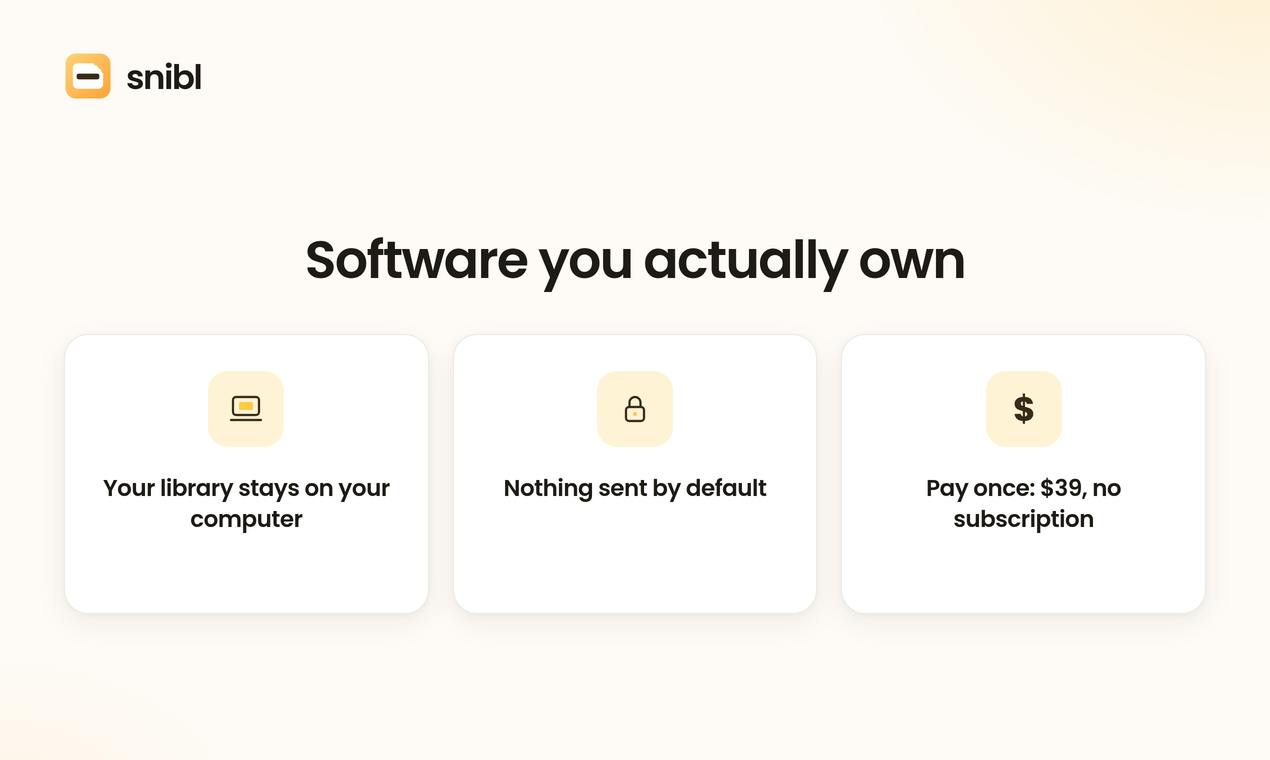 snibl
Software you actually own
Your library stays on your
computer
Nothing sent by default
$
Pay once: $39, no
subscription